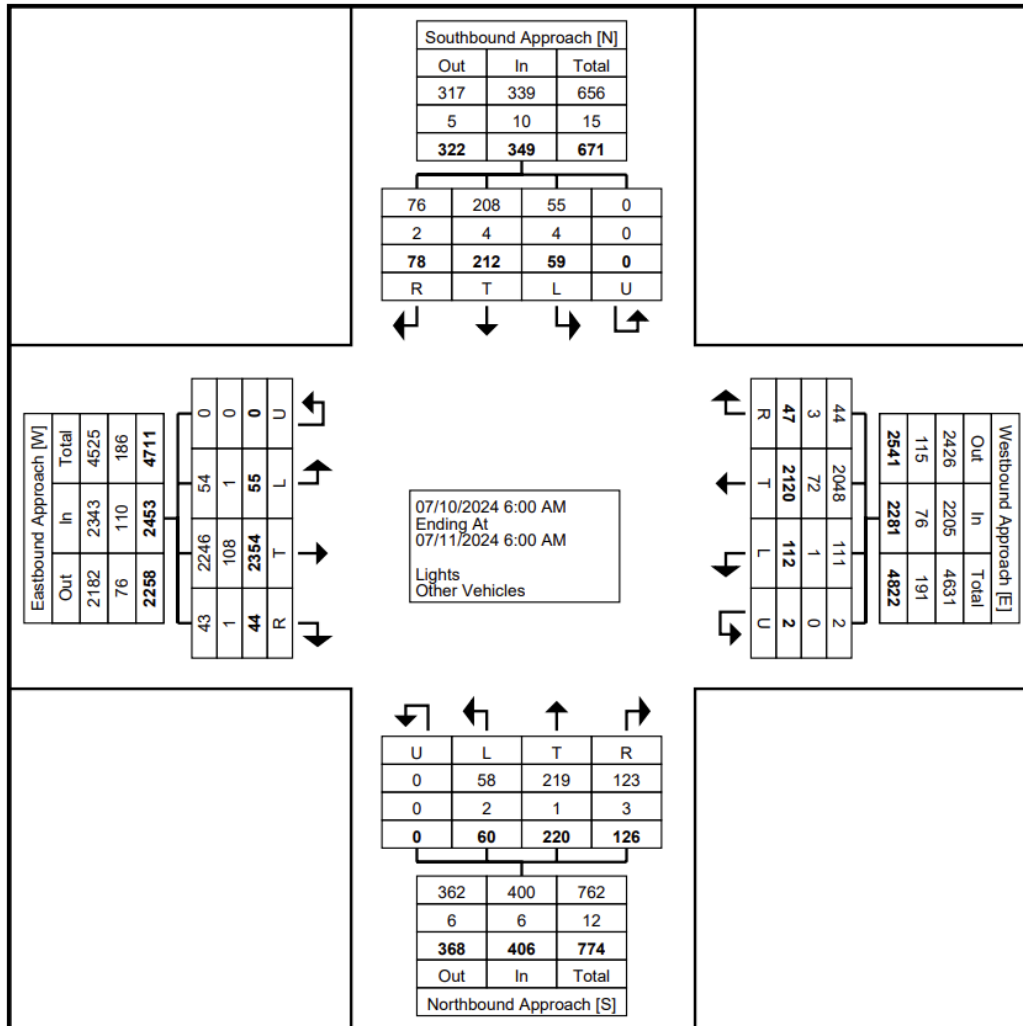 Southbound Approach [N]
Out In Total
317 339 656
5 10 15
322 349 671
76 208 55 0
2 4 4 0
78 212 59 0
R T L U
Eastbound Approach [W]
Total In Out
4525 2343 2182
186 110 76
4711 2453 2258
0 54 2246 43
0 1 108 1
0 55 2354 44
U L T R
07/10/2024 6:00 AM
Ending At
07/11/2024 6:00 AM
Lights
Other Vehicles
R T L U
47 2120 112 2
3 72 1 0
44 2048 111 2
Westbound Approach [E]
Out In Total
2426 2205 4631
115 76 191
2541 2281 4822
U L T R
0 58 219 123
0 2 1 3
0 60 220 126
362 400 762
6 6 12
368 406 774
Out In Total
Northbound Approach [S]